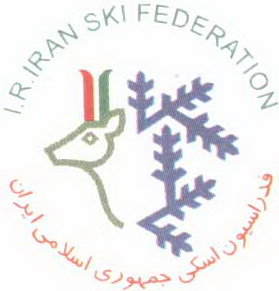 I.R. IRAN SKI FEDERATION
فدراسیون اسکی جمهوری اسلامی ایران